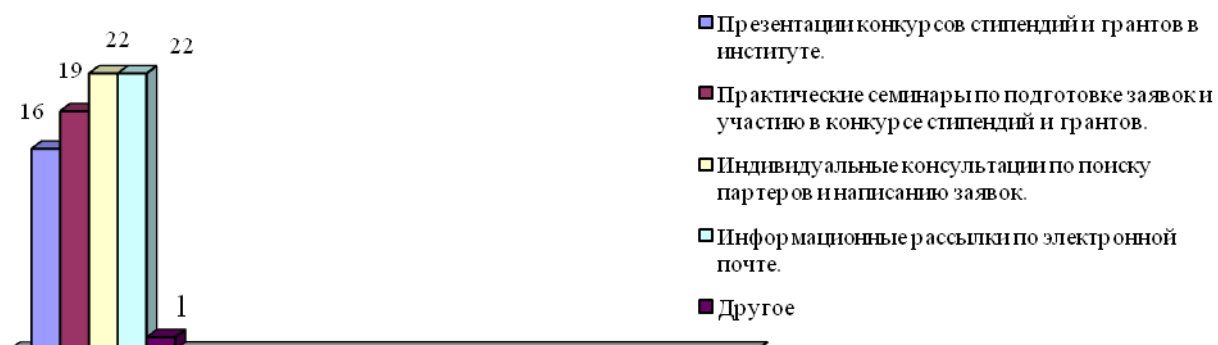 16
19
22
22
1
Презентации конкурсов стипендий и грантов в
институте.
Практические семинары по подготовке заявок и
участию в конкурсе стипендий и грантов.
Индивидуальные консультации по поиску
партеров и написанию заявок.
Информационные рассылки по электронной
почте.
Другое